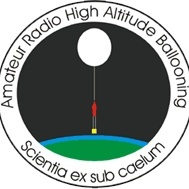 Amateur Radio High Altitude Ballooning
Scientia ex sub caelum